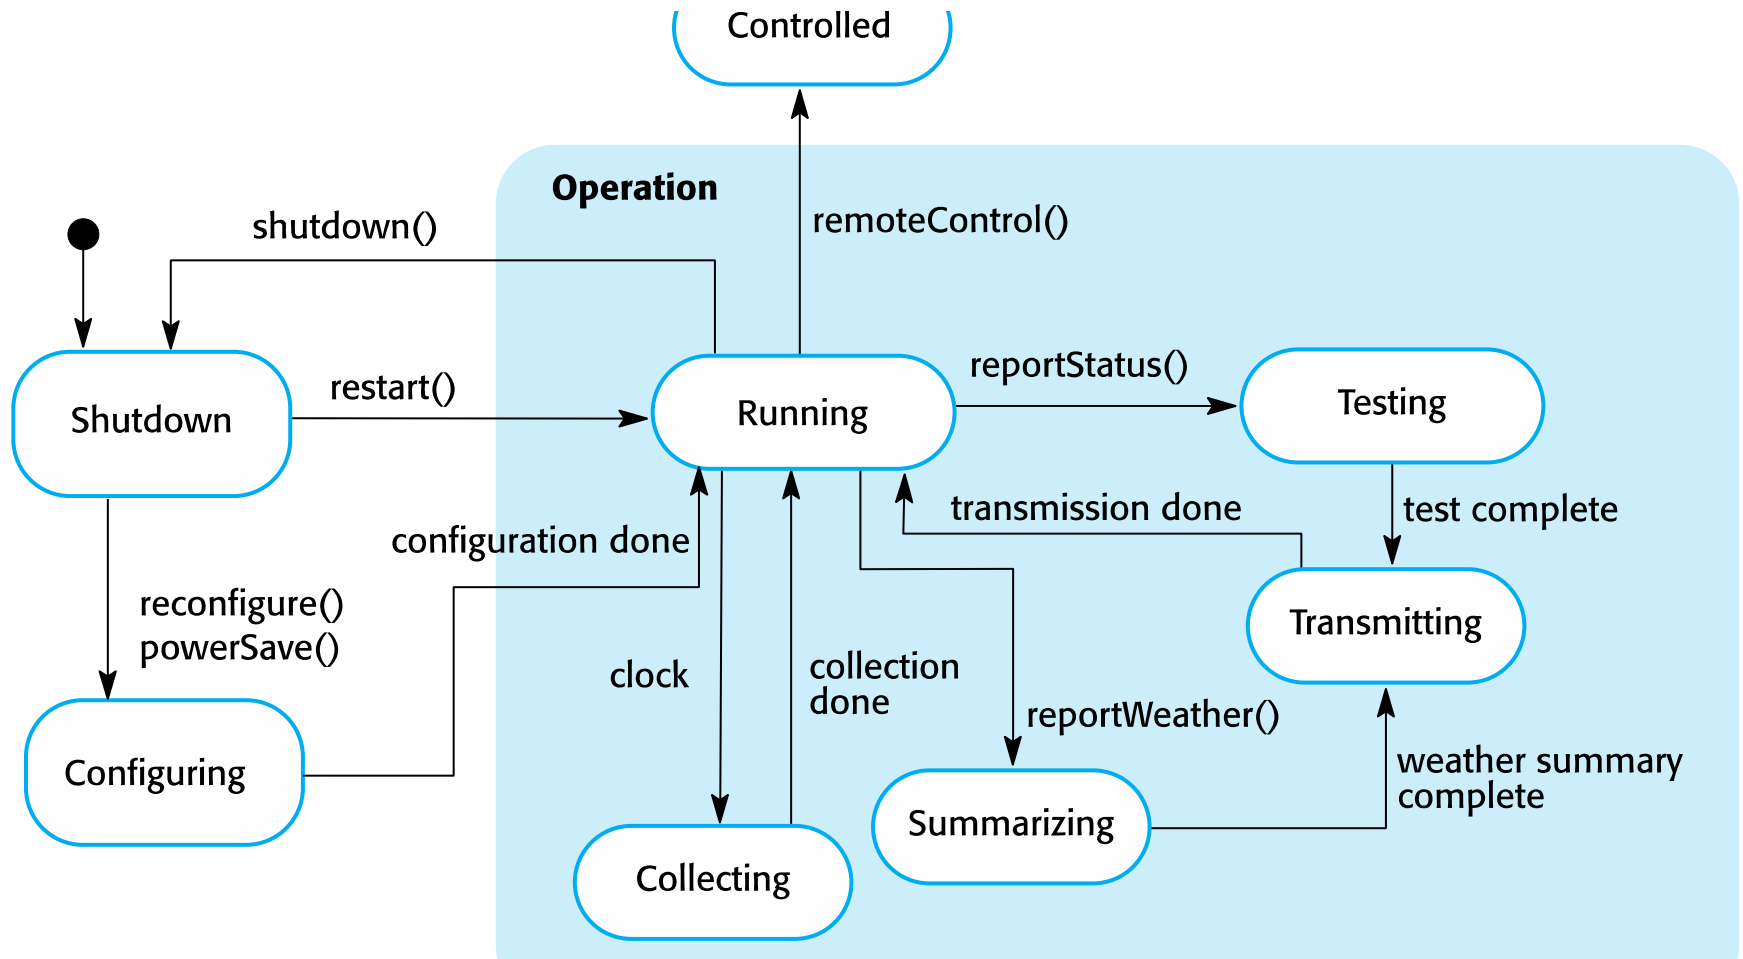 Controlled
Operation
shutdown()
remoteControl()
restart()
reportStatus()
Shutdown
Running
Testing
configuration done
transmission done
test complete
reconfigure()
powerSave()
Transmitting
clock
collection
done
reportWeather()
Configuring
weather summary
complete
Summarizing
Collecting